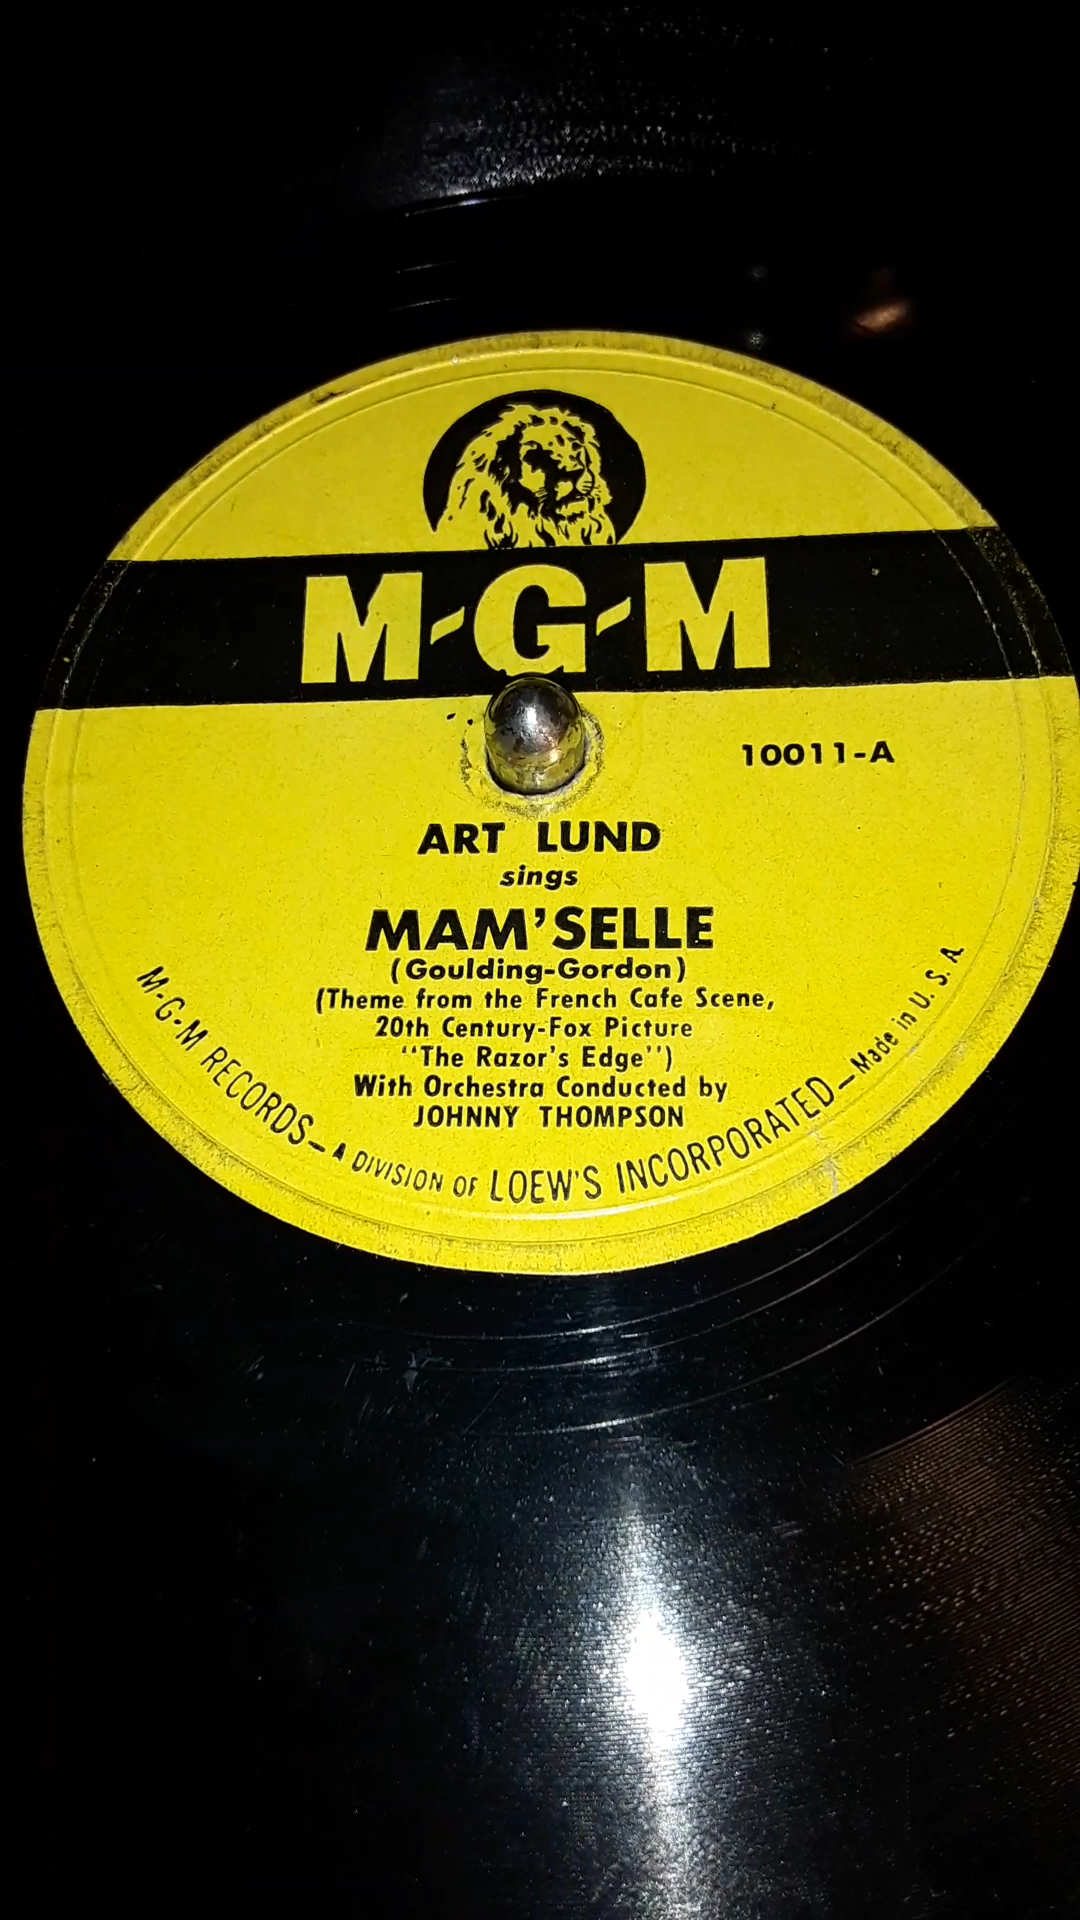 M-G-M
10011-A
ART LUND
sings
MAM'SELLE
(Goulding-Gordon)
(Theme from the French Cafe Scene,
20th Century-Fox Picture
"The Razor's Edge")
With Orchestra Conducted by
JOHNNY THOMPSON
M-G-M RECORDS—A DIVISION OF LOEW'S INCORPORATED—Made in U. S. A.